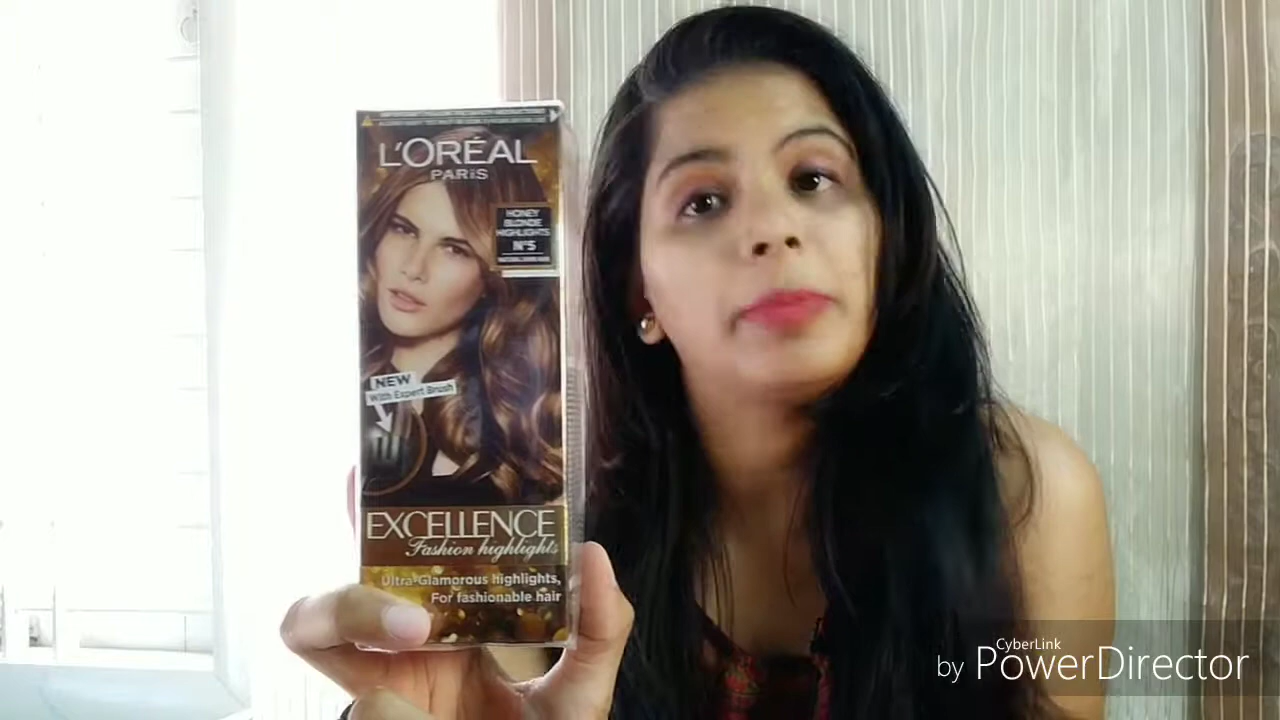 L'ORÉAL
PARIS
HONEY
BLONDE
HIGHLIGHTS
N°5
NEW
With Expert Brush
EXCELLENCE
Fashion highlights
Ultra-Glamorous highlights,
For fashionable hair
CyberLink
by PowerDirector